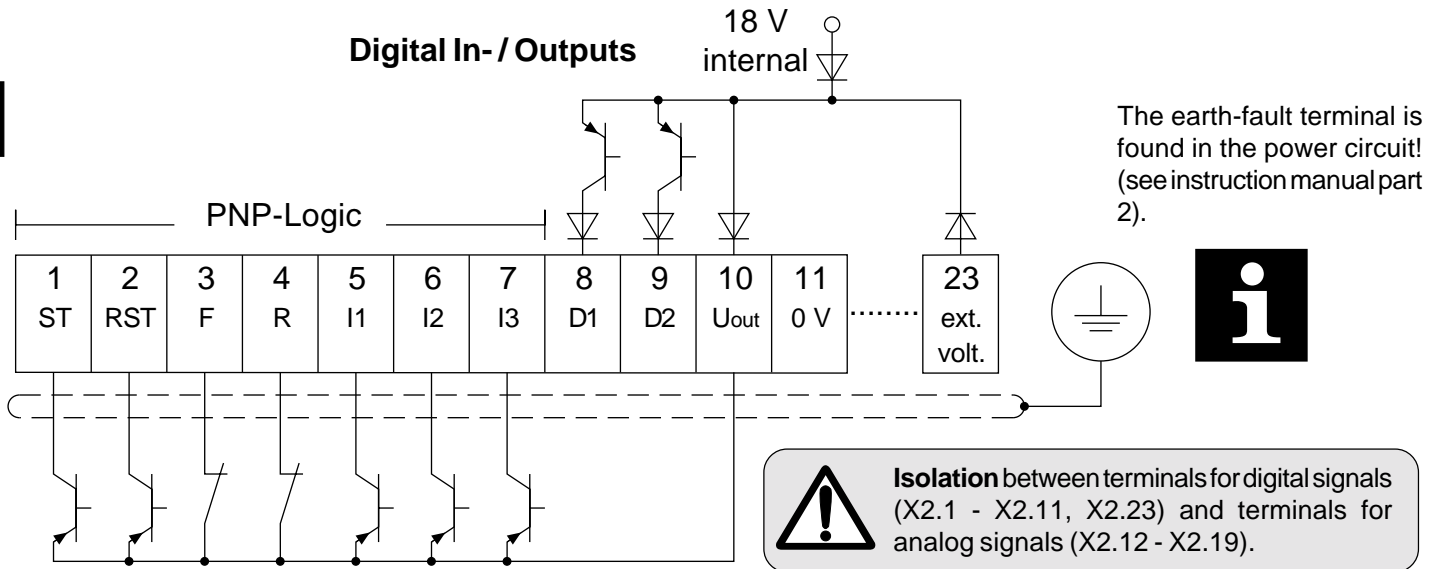 Digital In- / Outputs
18 V
internal
The earth-fault terminal is
found in the power circuit!
(see instruction manual part
2).
PNP-Logic
1 2 3 4 5 6 7 8 9 10 11 23
ST RST F R I1 I2 I3 D1 D2 Uout 0 V ........ ext.
volt.
i
Isolation between terminals for digital signals
(X2.1 - X2.11, X2.23) and terminals for
analog signals (X2.12 - X2.19).